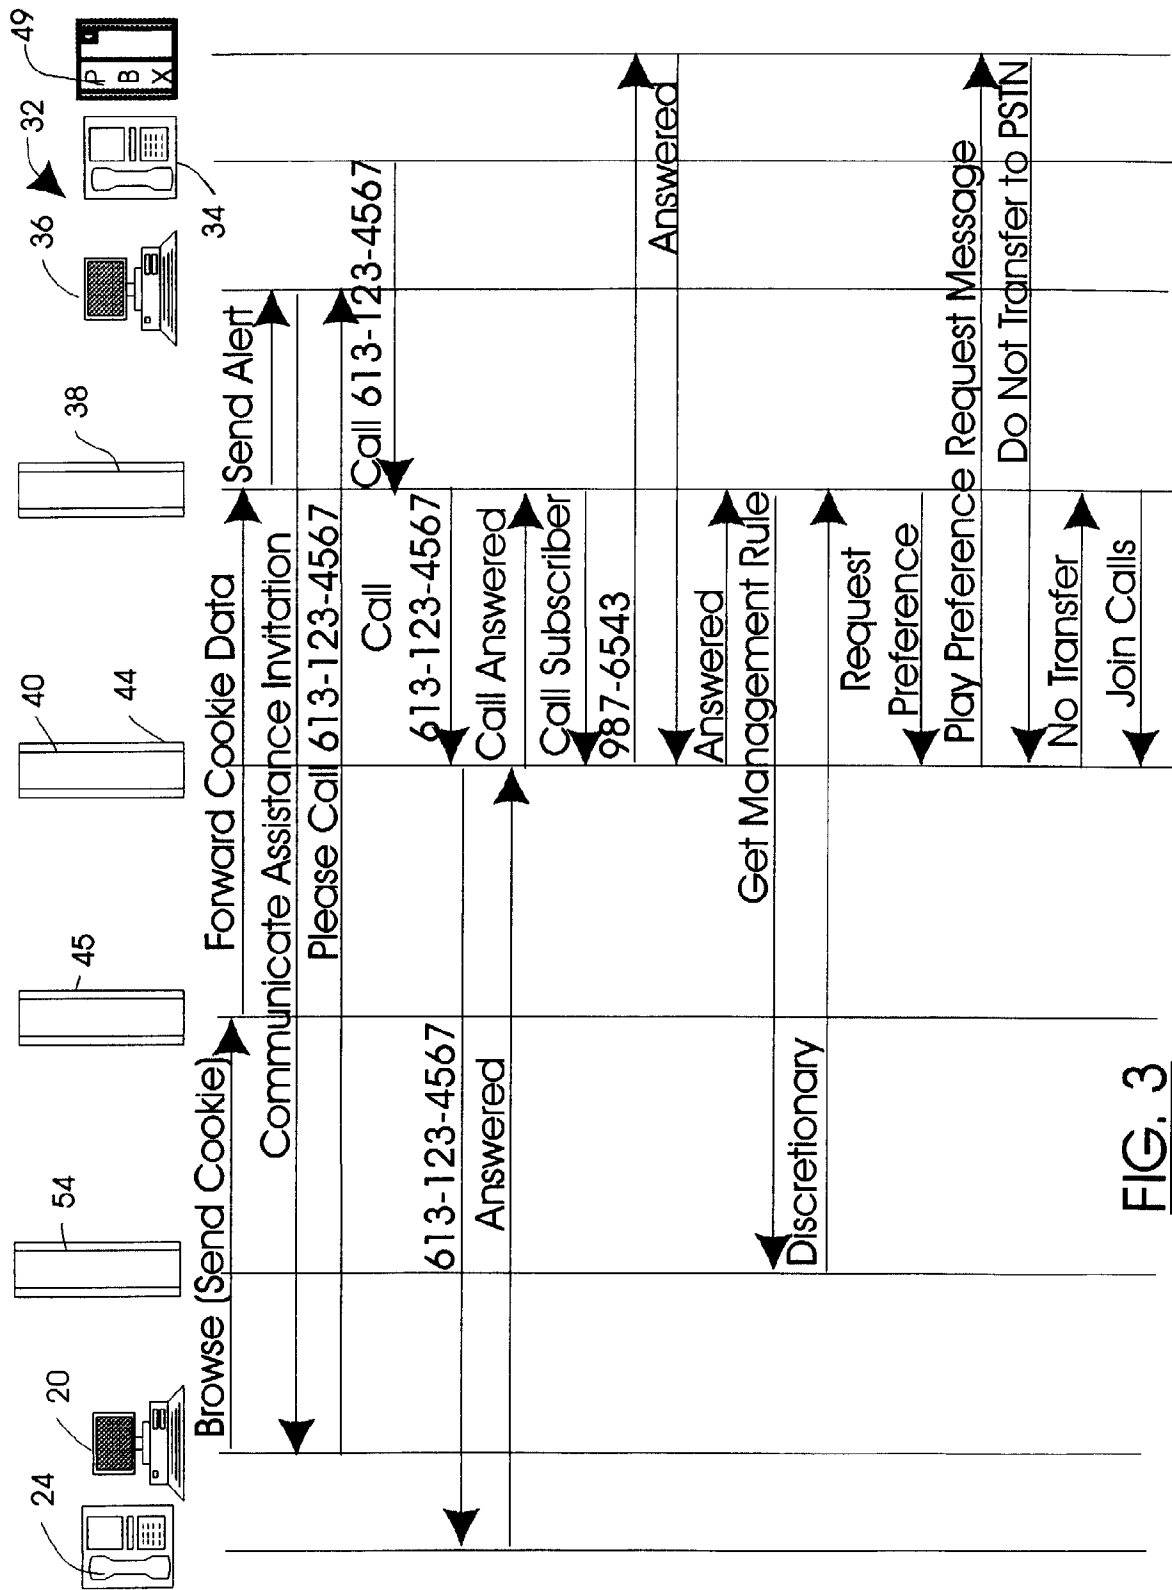 24
20
54
45
40
44
38
36
32
34
49
P
B
X
Browse (Send Cookie)
Forward Cookie Data
Send Alert
Communicate Assistance Invitation
Please Call 613-123-4567
Call 613-123-4567
Call
613-123-4567
613-123-4567
Answered
Call Answered
Call Subscriber
987-6543
Answered
Answered
Get Management Rule
Discretionary
Request
Preference
Play Preference Request Message
Do Not Transfer to PSTN
No Transfer
Join Calls
FIG. 3